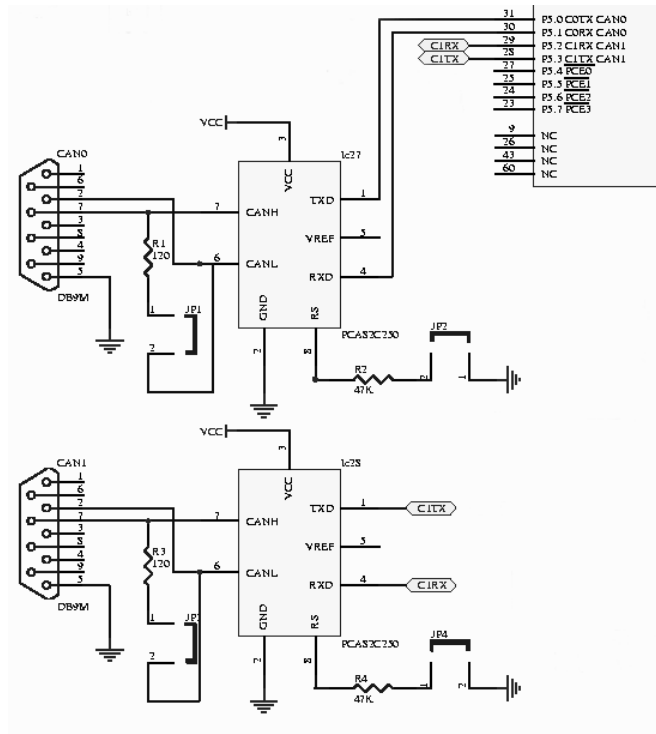 31 P5.0 C0TX CAN0
30 P5.1 C0RX CAN0
C1RX 29 P5.2 C1RX CAN1
C1TX 28 P5.3 C1TX CAN1
27 P5.4 PCE0
25 P5.5 PCE1
24 P5.6 PCE2
23 P5.7 PCE3
9 NC
26 NC
43 NC
60 NC
VCC
3
Ic27
CAN0
VCC
1
6
2
7
3
8
4
9
5
DB9M
TXD 1
7 CANH
VREF 5
R1
120
6 CANL
RXD 4
GND
RS
1 JP1
2
2
8
PCA82C250
JP2
R2
47K
2
1
VCC
3
Ic28
CAN1
VCC
1
6
2
7
3
8
4
9
5
DB9M
TXD 1 C1TX
7 CANH
VREF 5
R3
120
6 CANL
RXD 4 C1RX
GND
RS
1
2
2
8
PCA82C250
JP4
R4
47K
1
2